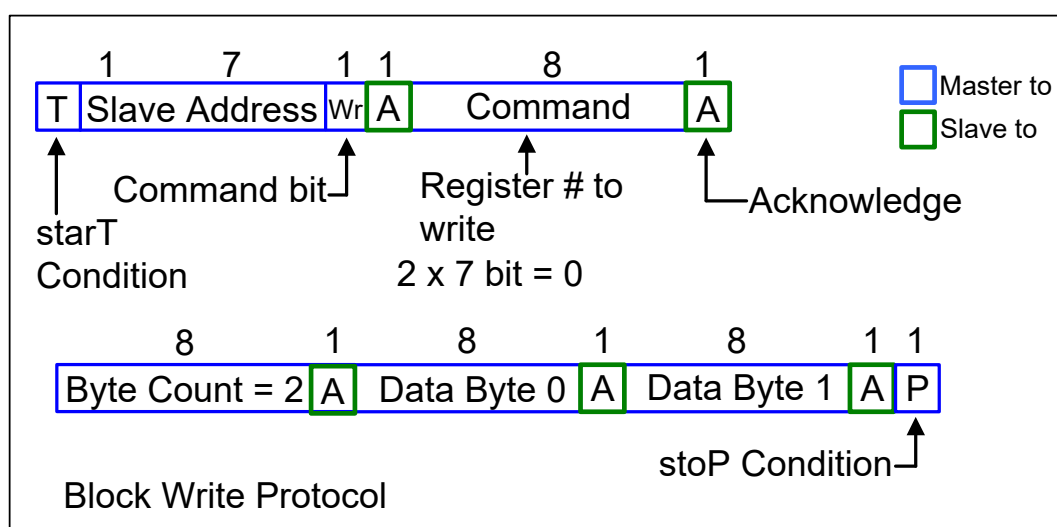 1 7 1 1 8 1
T Slave Address Wr A Command A
Master to
Slave to
Command bit
Register # to
write
2 x 7 bit = 0
Acknowledge
starT
Condition
8 1 8 1 8 1 1
Byte Count = 2 A Data Byte 0 A Data Byte 1 A P
stoP Condition
Block Write Protocol